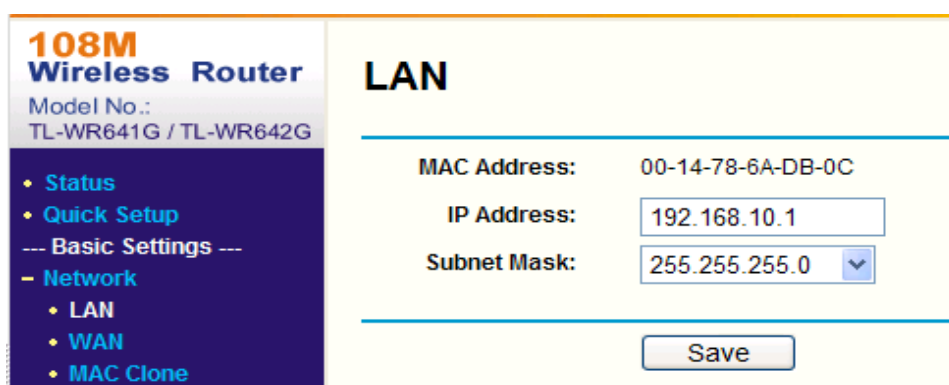 108M
Wireless Router
Model No.:
TL-WR641G / TL-WR642G
• Status
• Quick Setup
--- Basic Settings ---
– Network
• LAN
• WAN
• MAC Clone
LAN
MAC Address: 00-14-78-6A-DB-0C
IP Address: 192.168.10.1
Subnet Mask: 255.255.255.0
Save